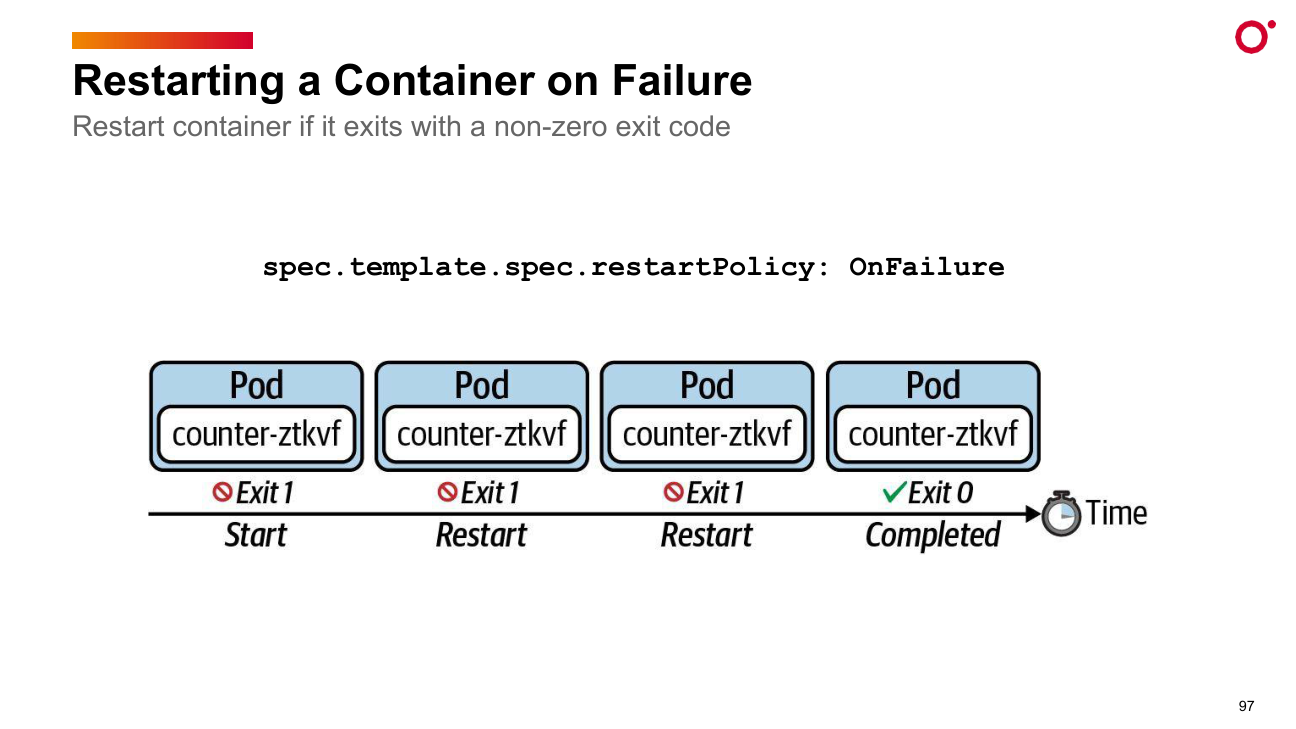 Restarting a Container on Failure
Restart container if it exits with a non-zero exit code
spec.template.spec.restartPolicy: OnFailure
Pod Pod Pod Pod
counter-ztkvf counter-ztkvf counter-ztkvf counter-ztkvf
Exit 1 Exit 1 Exit 1 Exit 0
Time
Start Restart Restart Completed
97